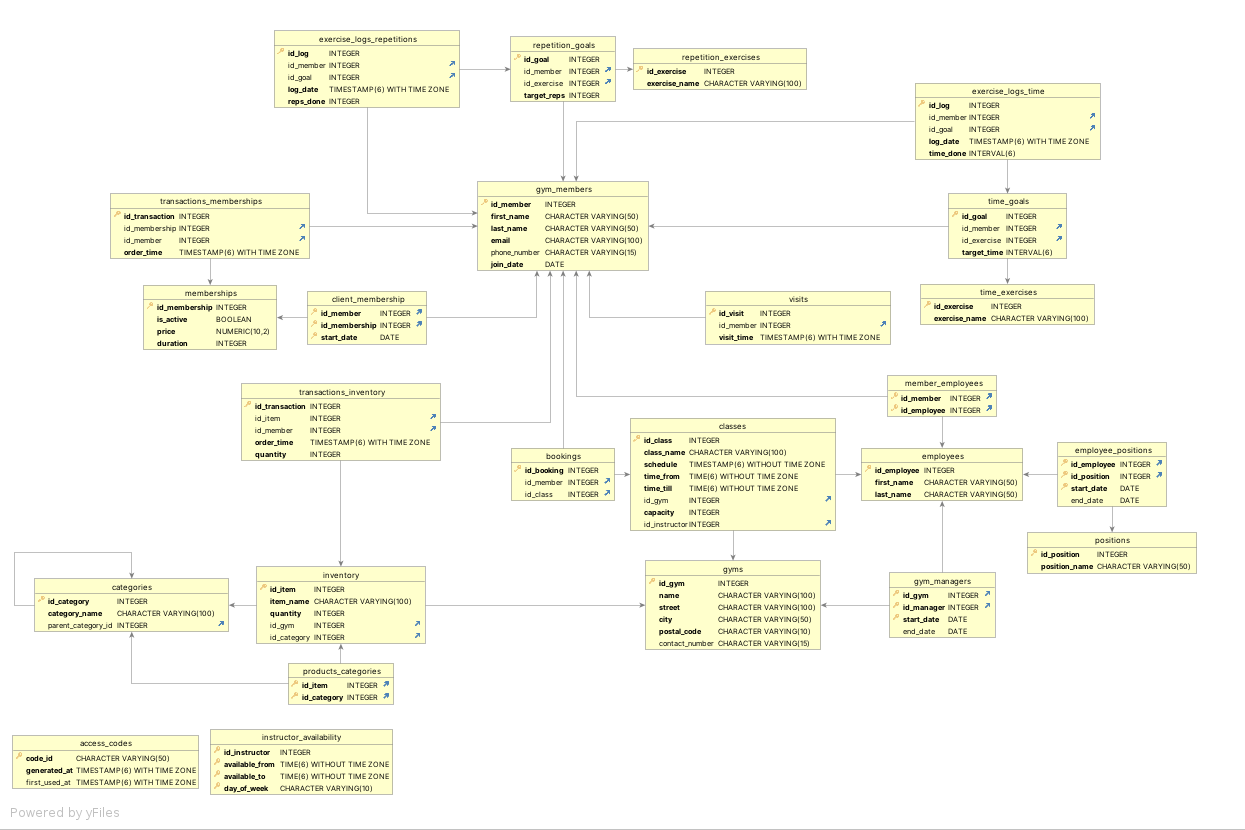 exercise_logs_repetitions
id_log INTEGER
id_member INTEGER
id_goal INTEGER
log_date TIMESTAMP(6) WITH TIME ZONE
reps_done INTEGER
repetition_goals
id_goal INTEGER
id_member INTEGER
id_exercise INTEGER
target_reps INTEGER
repetition_exercises
id_exercise INTEGER
exercise_name CHARACTER VARYING(100)
exercise_logs_time
id_log INTEGER
id_member INTEGER
id_goal INTEGER
log_date TIMESTAMP(6) WITH TIME ZONE
time_done INTERVAL(6)
transactions_memberships
id_transaction INTEGER
id_membership INTEGER
id_member INTEGER
order_time TIMESTAMP(6) WITH TIME ZONE
gym_members
id_member INTEGER
first_name CHARACTER VARYING(50)
last_name CHARACTER VARYING(50)
email CHARACTER VARYING(100)
phone_number CHARACTER VARYING(15)
join_date DATE
time_goals
id_goal INTEGER
id_member INTEGER
id_exercise INTEGER
target_time INTERVAL(6)
memberships
id_membership INTEGER
is_active BOOLEAN
price NUMERIC(10,2)
duration INTEGER
client_membership
id_member INTEGER
id_membership INTEGER
start_date DATE
visits
id_visit INTEGER
id_member INTEGER
visit_time TIMESTAMP(6) WITH TIME ZONE
time_exercises
id_exercise INTEGER
exercise_name CHARACTER VARYING(100)
transactions_inventory
id_transaction INTEGER
id_item INTEGER
id_member INTEGER
order_time TIMESTAMP(6) WITH TIME ZONE
quantity INTEGER
member_employees
id_member INTEGER
id_employee INTEGER
bookings
id_booking INTEGER
id_member INTEGER
id_class INTEGER
classes
id_class INTEGER
class_name CHARACTER VARYING(100)
schedule TIMESTAMP(6) WITHOUT TIME ZONE
time_from TIME(6) WITHOUT TIME ZONE
time_till TIME(6) WITHOUT TIME ZONE
id_gym INTEGER
capacity INTEGER
id_instructor INTEGER
employees
id_employee INTEGER
first_name CHARACTER VARYING(50)
last_name CHARACTER VARYING(50)
employee_positions
id_employee INTEGER
id_position INTEGER
start_date DATE
end_date DATE
positions
id_position INTEGER
position_name CHARACTER VARYING(50)
categories
id_category INTEGER
category_name CHARACTER VARYING(100)
parent_category_id INTEGER
inventory
id_item INTEGER
item_name CHARACTER VARYING(100)
quantity INTEGER
id_gym INTEGER
id_category INTEGER
gyms
id_gym INTEGER
name CHARACTER VARYING(100)
street CHARACTER VARYING(100)
city CHARACTER VARYING(50)
postal_code CHARACTER VARYING(10)
contact_number CHARACTER VARYING(15)
gym_managers
id_gym INTEGER
id_manager INTEGER
start_date DATE
end_date DATE
products_categories
id_item INTEGER
id_category INTEGER
access_codes
code_id CHARACTER VARYING(50)
generated_at TIMESTAMP(6) WITH TIME ZONE
first_used_at TIMESTAMP(6) WITH TIME ZONE
instructor_availability
id_instructor INTEGER
available_from TIME(6) WITHOUT TIME ZONE
available_to TIME(6) WITHOUT TIME ZONE
day_of_week CHARACTER VARYING(10)
Powered by yFiles